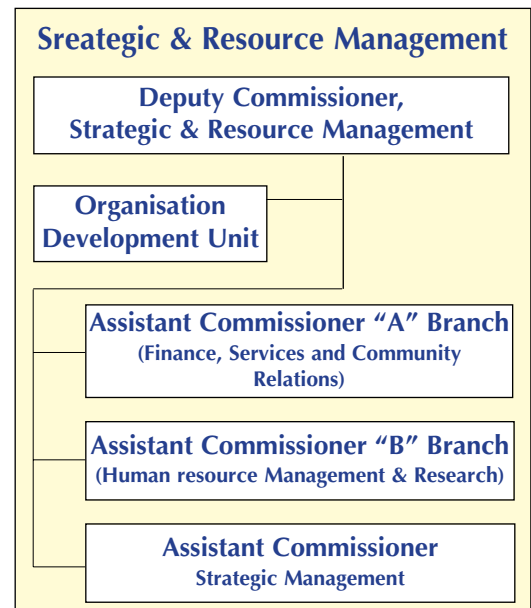 Sreategic & Resource Management
Deputy Commissioner,
Strategic & Resource Management
Organisation
Development Unit
Assistant Commissioner “A” Branch
(Finance, Services and Community
Relations)
Assistant Commissioner “B” Branch
(Human resource Management & Research)
Assistant Commissioner
Strategic Management